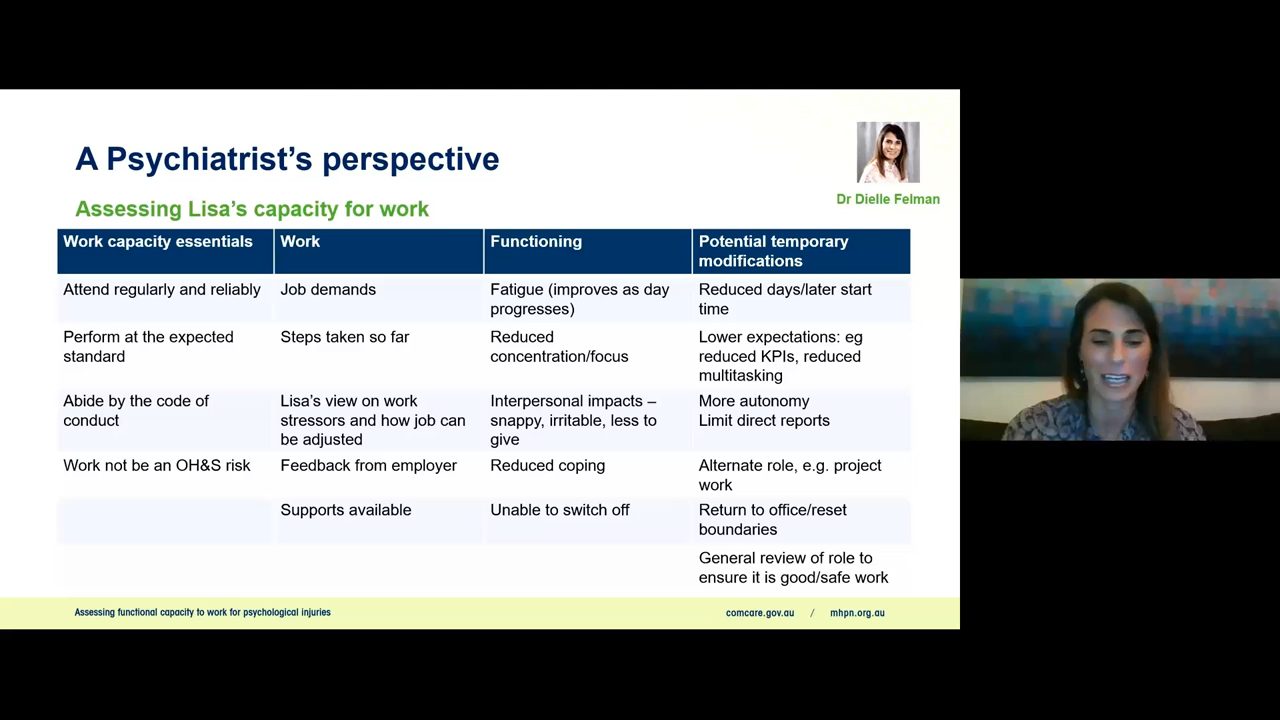 A Psychiatrist’s perspective
Dr Dielle Felman
Assessing Lisa’s capacity for work
Work capacity essentials
Work
Functioning
Potential temporary
modifications
Attend regularly and reliably
Job demands
Fatigue (improves as day
progresses)
Reduced days/later start
time
Perform at the expected
standard
Steps taken so far
Reduced
concentration/focus
Lower expectations: eg
reduced KPIs, reduced
multitasking
Abide by the code of
conduct
Lisa’s view on work
stressors and how job can
be adjusted
Interpersonal impacts –
snappy, irritable, less to
give
More autonomy
Limit direct reports
Work not be an OH&S risk
Feedback from employer
Reduced coping
Alternate role, e.g. project
work
Supports available
Unable to switch off
Return to office/reset
boundaries
General review of role to
ensure it is good/safe work
Assessing functional capacity to work for psychological injuries
comcare.gov.au / mhpn.org.au